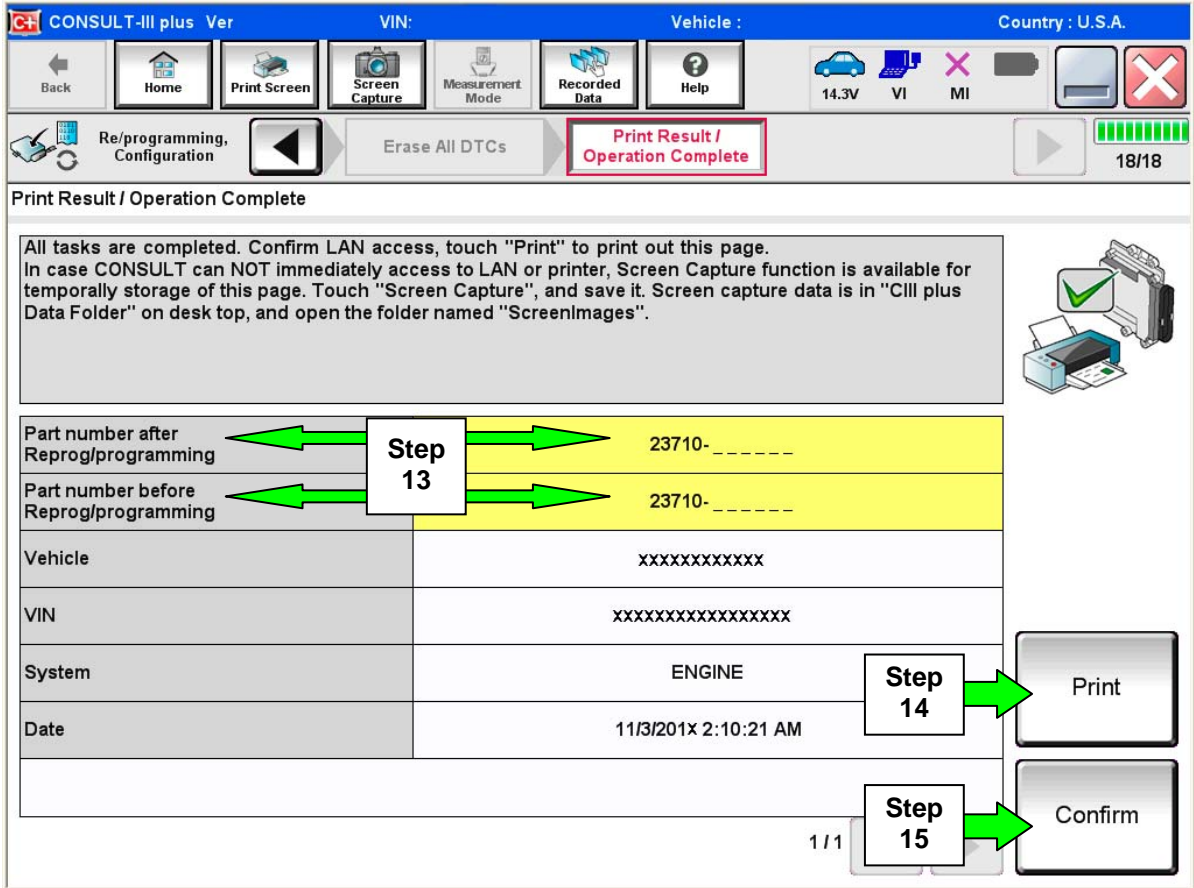 C+ CONSULT-III plus Ver VIN: Vehicle : Country : U.S.A.
Back Home Print Screen Screen Capture Measurement Mode Recorded Data Help 14.3V VI MI
Re/programming, Configuration Erase All DTCs Print Result / Operation Complete 18/18
Print Result / Operation Complete
All tasks are completed. Confirm LAN access, touch "Print" to print out this page.
In case CONSULT can NOT immediately access to LAN or printer, Screen Capture function is available for
temporally storage of this page. Touch "Screen Capture", and save it. Screen capture data is in "CIII plus
Data Folder" on desk top, and open the folder named "ScreenImages".
Part number after
Reprog/programming
Step
13
23710-_ _ _ _ _ _
Part number before
Reprog/programming
23710-_ _ _ _ _ _
Vehicle xxxxxxxxxxxx
VIN xxxxxxxxxxxxxxxxx
System ENGINE
Step
14
Print
Date 11/3/201x 2:10:21 AM
Step
15
Confirm
1 / 1